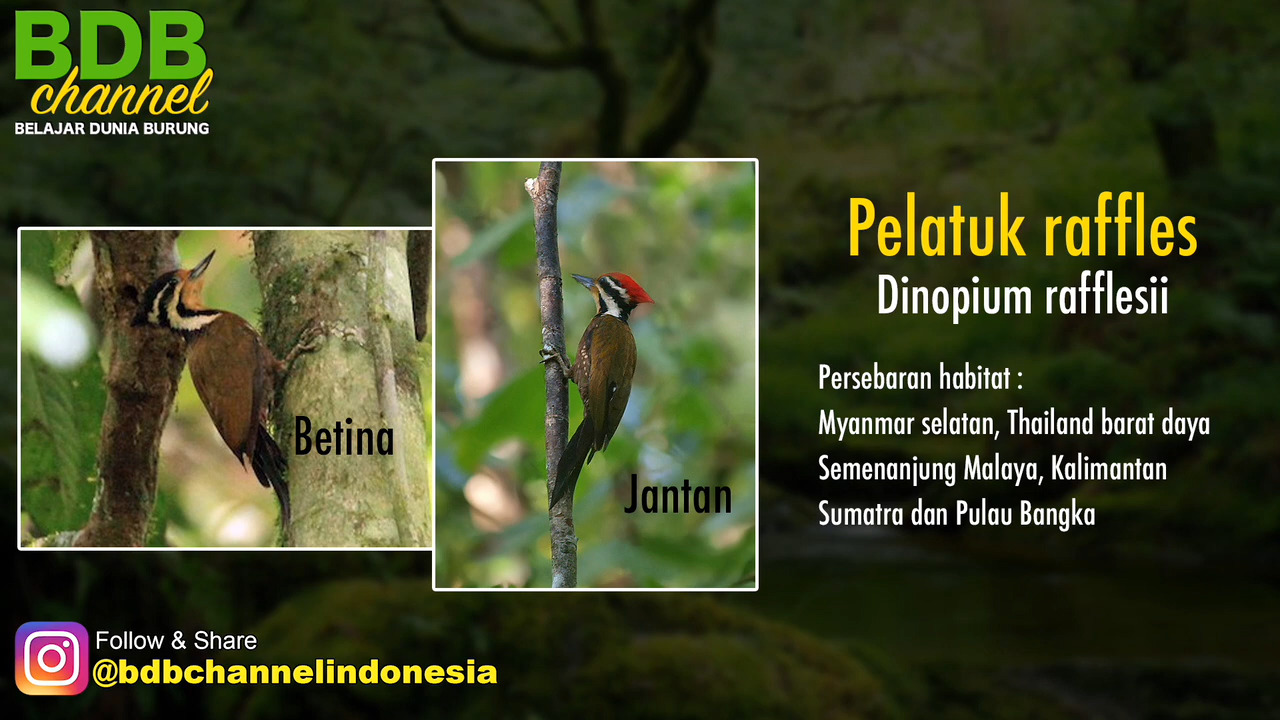 BDB
channel
BELAJAR DUNIA BURUNG
Betina
Jantan
Pelatuk raffles
Dinopium rafflesii
Persebaran habitat :
Myanmar selatan, Thailand barat daya
Semenanjung Malaya, Kalimantan
Sumatra dan Pulau Bangka
Follow & Share
@bdbchannelindonesia